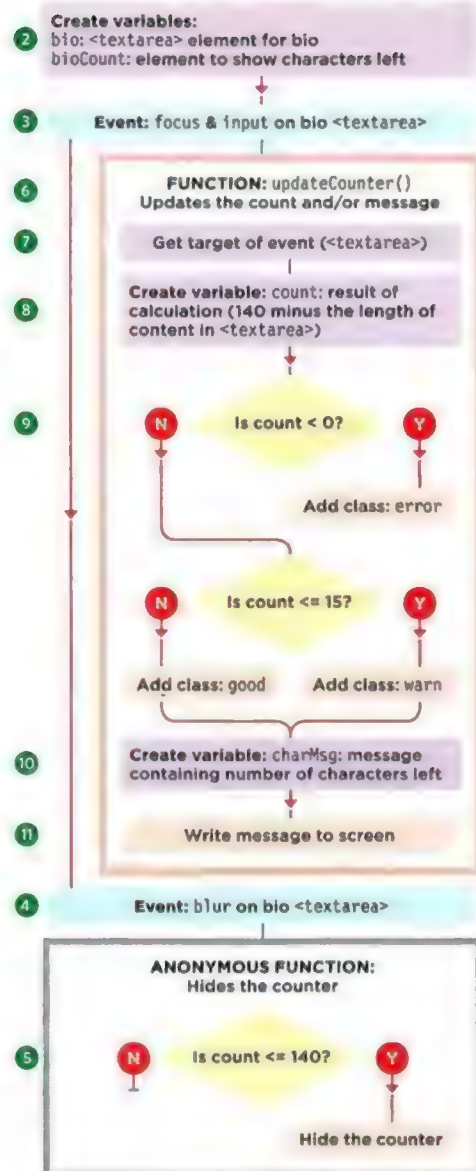 2 Create variables:
bio: <textarea> element for bio
bioCount: element to show characters left
3 Event: focus & input on bio <textarea>
6 FUNCTION: updateCounter()
Updates the count and/or message
7 Get target of event (<textarea>)
8 Create variable: count: result of
calculation (140 minus the length of
content in <textarea>)
9 N Is count < 0? Y
Add class: error
N Is count <= 15? Y
Add class: good Add class: warn
10 Create variable: charMsg: message
containing number of characters left
11 Write message to screen
4 Event: blur on bio <textarea>
ANONYMOUS FUNCTION:
Hides the counter
5 N Is count <= 140? Y
Hide the counter